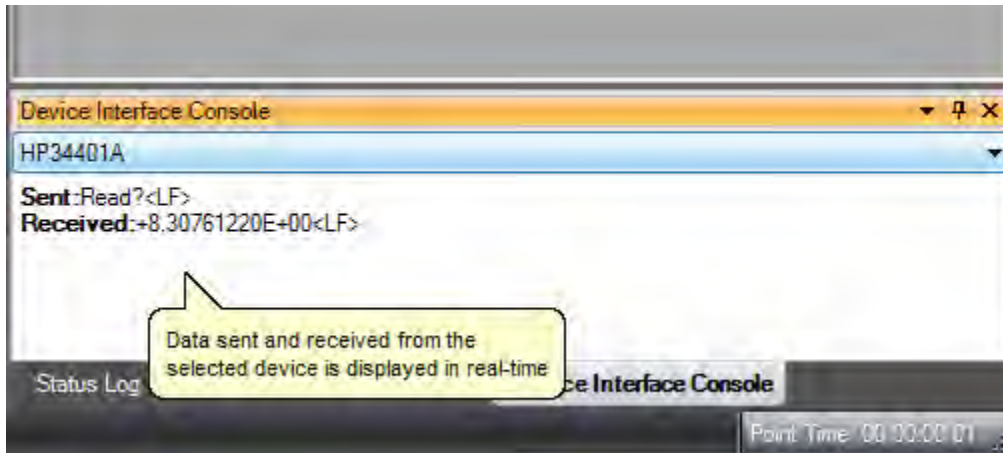 Device Interface Console
HP34401A
Sent:Read?<LF>
Received:+8.30761220E+00<LF>
Data sent and received from the
selected device is displayed in real-time
Status Log
ce Interface Console
Point Time: 00:00:00:01